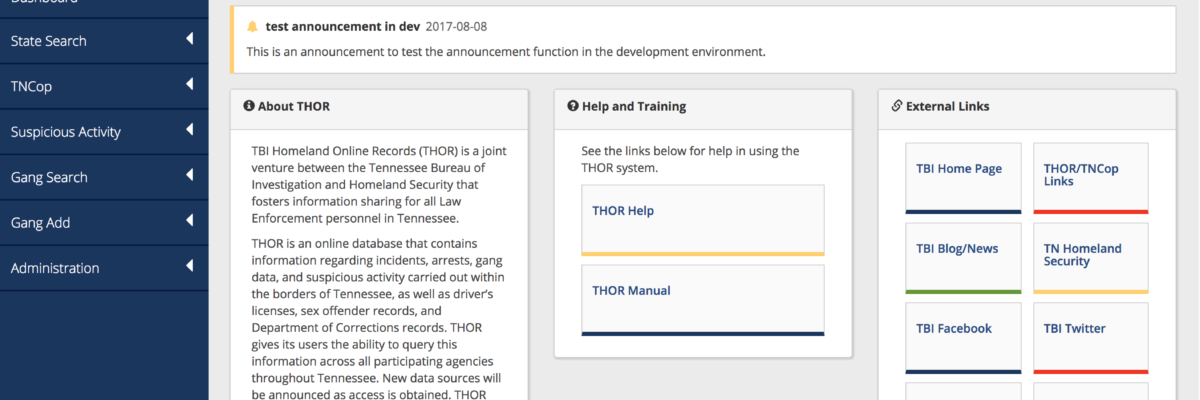 Dashboard
State Search
TNCop
Suspicious Activity
Gang Search
Gang Add
Administration
test announcement in dev 2017-08-08
This is an announcement to test the announcement function in the development environment.
About THOR
TBI Homeland Online Records (THOR) is a joint
venture between the Tennessee Bureau of
Investigation and Homeland Security that
fosters information sharing for all Law
Enforcement personnel in Tennessee.
THOR is an online database that contains
information regarding incidents, arrests, gang
data, and suspicious activity carried out within
the borders of Tennessee, as well as driver's
licenses, sex offender records, and
Department of Corrections records. THOR
gives its users the ability to query this
information across all participating agencies
throughout Tennessee. New data sources will
be announced as access is obtained. THOR
Help and Training
See the links below for help in using the
THOR system.
THOR Help
THOR Manual
External Links
TBI Home Page
THOR/TNCop
Links
TBI Blog/News
TN Homeland
Security
TBI Facebook
TBI Twitter